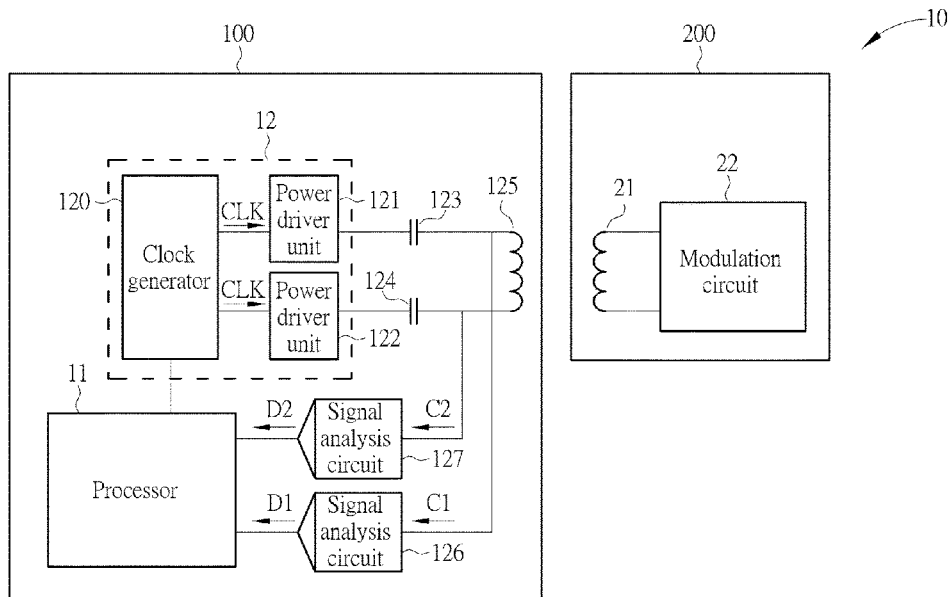 10
100
200
12
120
CLK
Power
driver
unit
121
123
125
Clock
generator
CLK
Power
driver
unit
122
124
21
22
Modulation
circuit
11
Processor
D2
Signal
analysis
circuit
C2
127
D1
Signal
analysis
circuit
C1
126